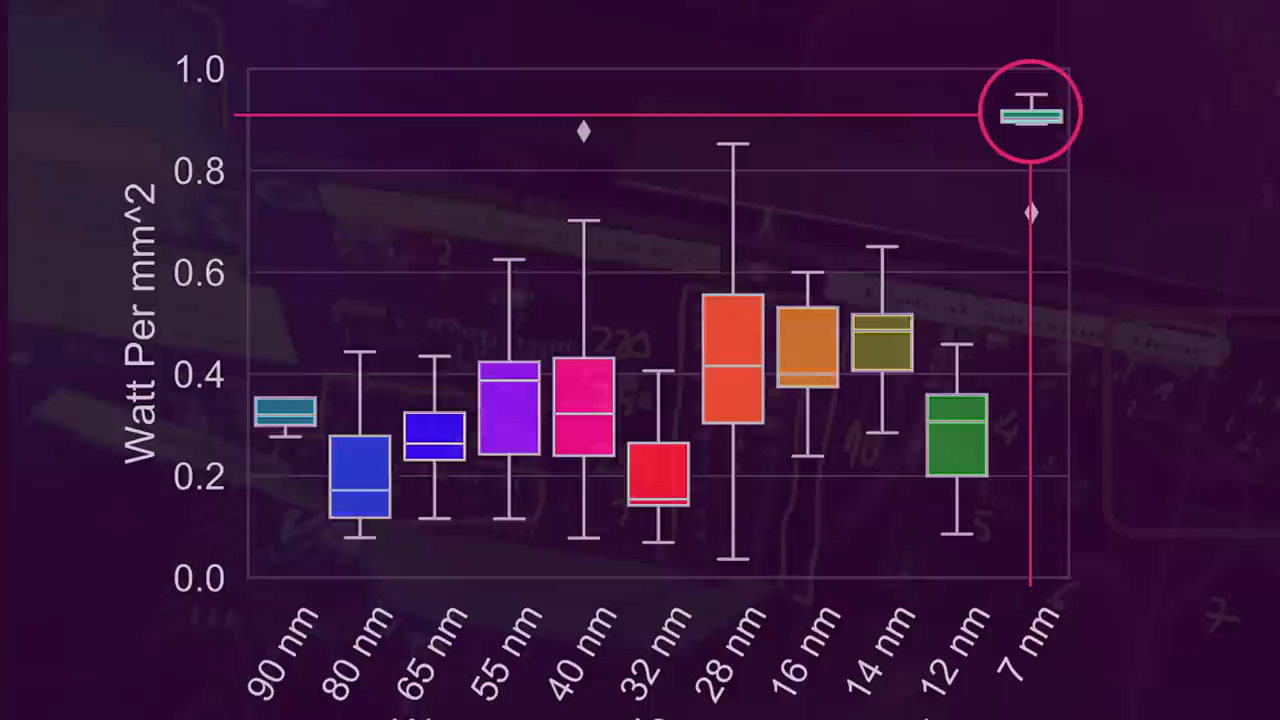 1.0
0.8
0.6
0.4
0.2
0.0
Watt Per mm^2
90 nm
80 nm
65 nm
55 nm
40 nm
32 nm
28 nm
16 nm
14 nm
12 nm
7 nm
220